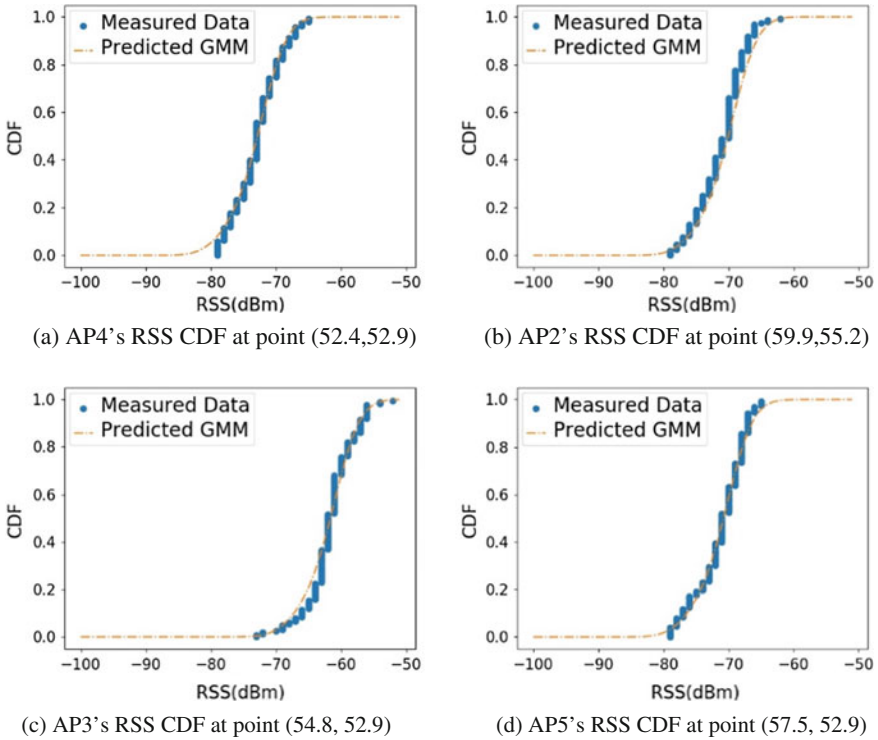 Measured Data
Predicted GMM
1.0
0.8
0.6
0.4
0.2
0.0
CDF
−100 −90 −80 −70 −60 −50
RSS(dBm)
(a) AP4's RSS CDF at point (52.4,52.9)
Measured Data
Predicted GMM
1.0
0.8
0.6
0.4
0.2
0.0
CDF
−100 −90 −80 −70 −60 −50
RSS(dBm)
(b) AP2's RSS CDF at point (59.9,55.2)
Measured Data
Predicted GMM
1.0
0.8
0.6
0.4
0.2
0.0
CDF
−100 −90 −80 −70 −60 −50
RSS(dBm)
(c) AP3's RSS CDF at point (54.8, 52.9)
Measured Data
Predicted GMM
1.0
0.8
0.6
0.4
0.2
0.0
CDF
−100 −90 −80 −70 −60 −50
RSS(dBm)
(d) AP5's RSS CDF at point (57.5, 52.9)